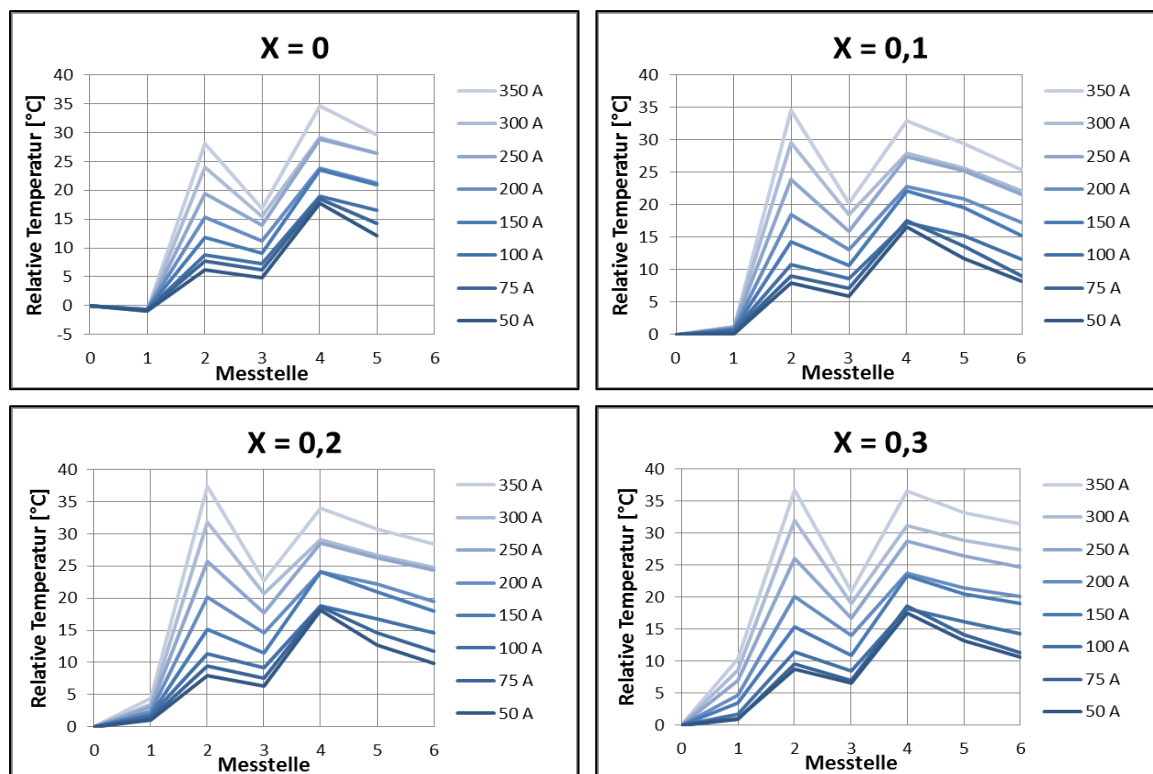 X = 0
Relative Temperatur [°C]
40
35
30
25
20
15
10
5
0
-5
0 1 2 3 4 5 6
Messtelle
350 A
300 A
250 A
200 A
150 A
100 A
75 A
50 A
X = 0,1
Relative Temperatur [°C]
40
35
30
25
20
15
10
5
0
0 1 2 3 4 5 6
Messtelle
350 A
300 A
250 A
200 A
150 A
100 A
75 A
50 A
X = 0,2
Relative Temperatur [°C]
40
35
30
25
20
15
10
5
0
0 1 2 3 4 5 6
Messtelle
350 A
300 A
250 A
200 A
150 A
100 A
75 A
50 A
X = 0,3
Relative Temperatur [°C]
40
35
30
25
20
15
10
5
0
0 1 2 3 4 5 6
Messtelle
350 A
300 A
250 A
200 A
150 A
100 A
75 A
50 A